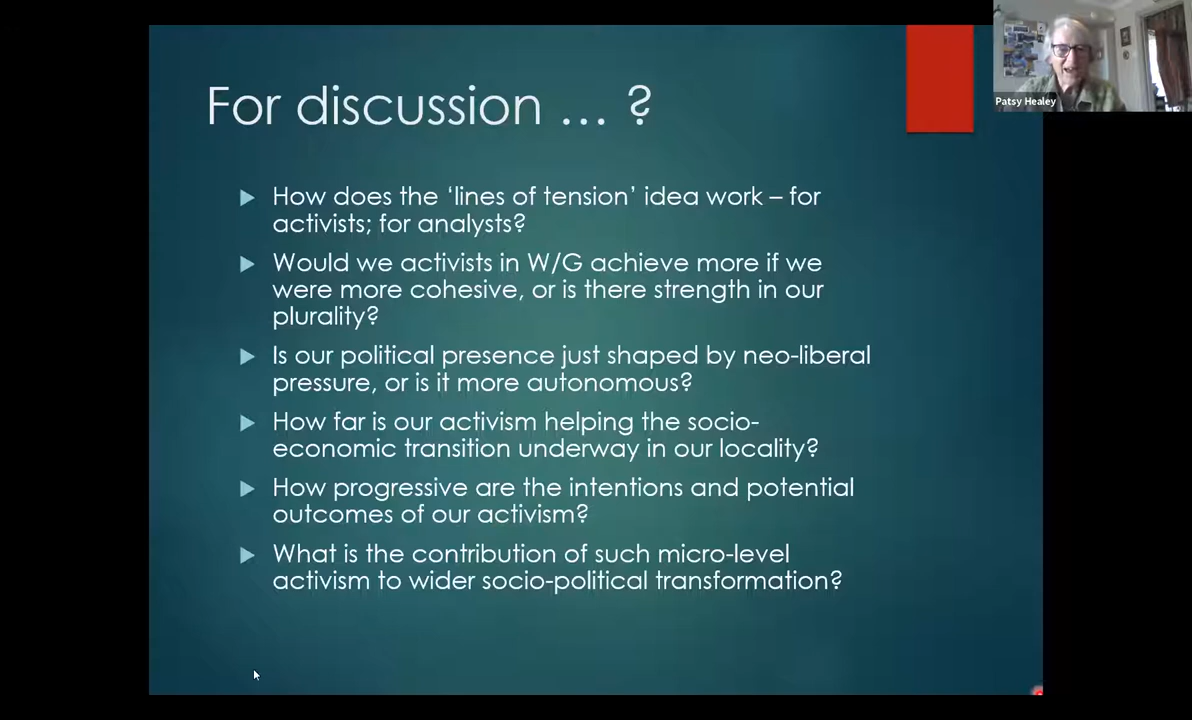 For discussion … ?
Patsy Healey
How does the ‘lines of tension’ idea work – for
activists; for analysts?
Would we activists in W/G achieve more if we
were more cohesive, or is there strength in our
plurality?
Is our political presence just shaped by neo-liberal
pressure, or is it more autonomous?
How far is our activism helping the socio-
economic transition underway in our locality?
How progressive are the intentions and potential
outcomes of our activism?
What is the contribution of such micro-level
activism to wider socio-political transformation?